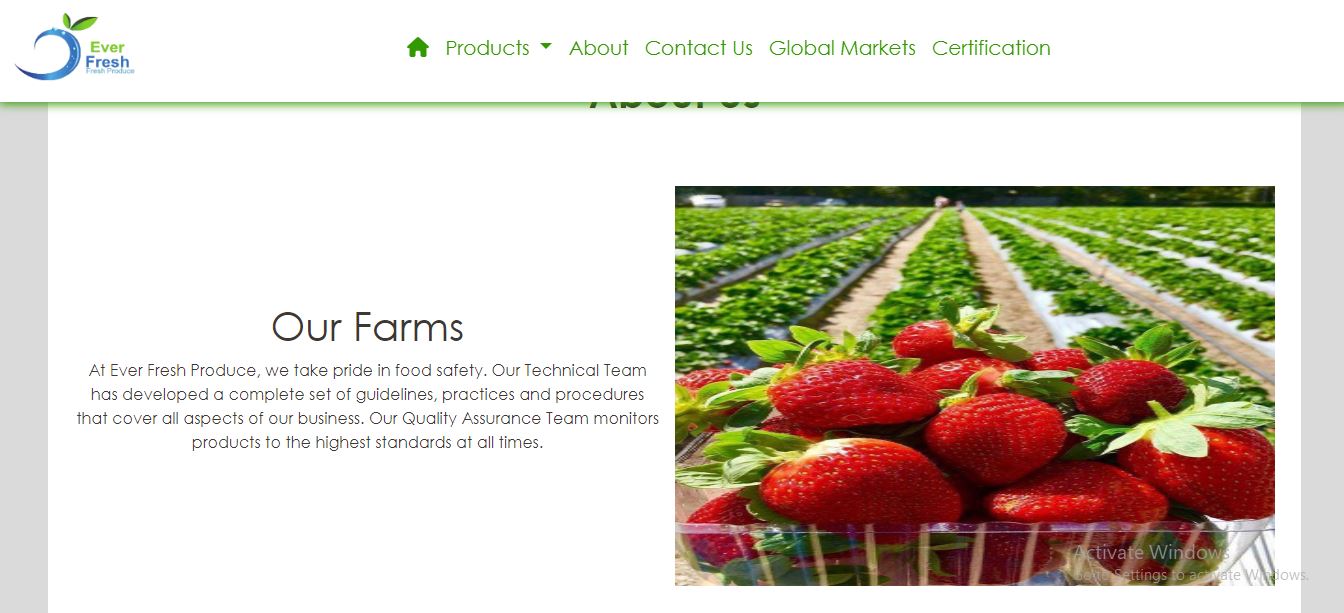 Ever
Fresh
Fresh Produce
Products About Contact Us Global Markets Certification
About Us
Our Farms
At Ever Fresh Produce, we take pride in food safety. Our Technical Team
has developed a complete set of guidelines, practices and procedures
that cover all aspects of our business. Our Quality Assurance Team monitors
products to the highest standards at all times.
Activate Windows
Go to Settings to activate Windows.